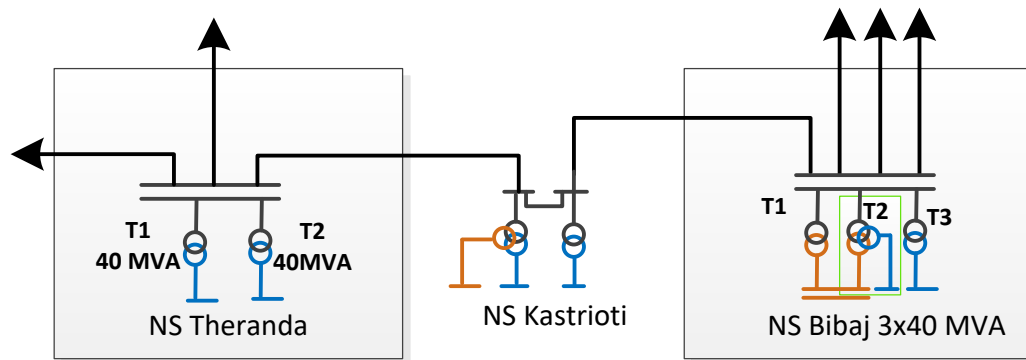 T1
40 MVA
T2
40MVA
NS Theranda
NS Kastrioti
T1
T2
T3
NS Bibaj 3x40 MVA